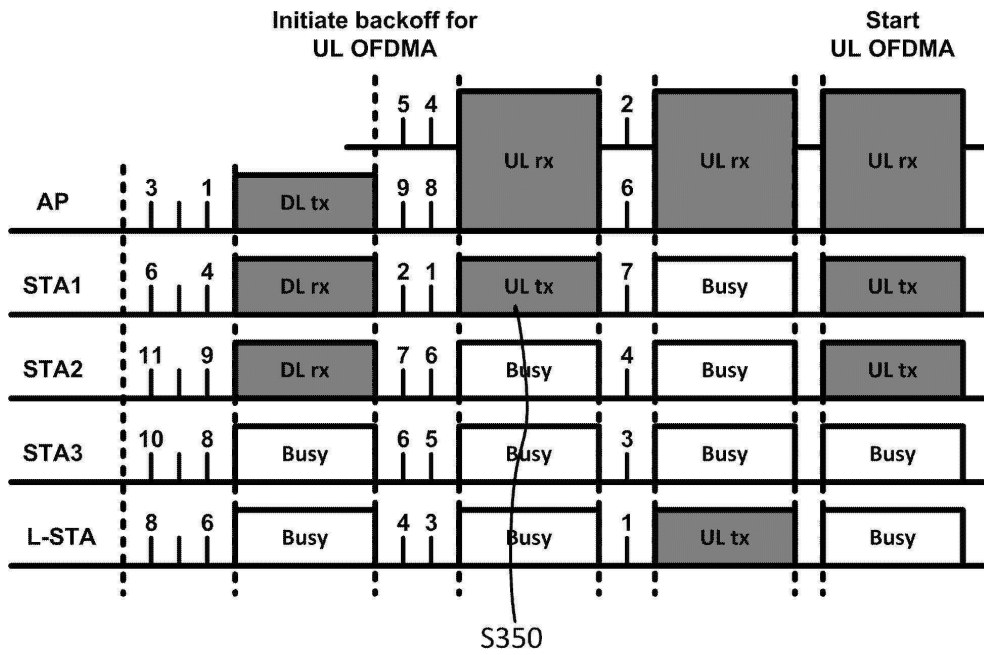 Initiate backoff for
UL OFDMA
Start
UL OFDMA
5 4 2
UL rx UL rx UL rx
AP 3 1 DL tx 9 8 6
STA1 6 4 DL rx 2 1 UL tx 7 Busy UL tx
STA2 11 9 DL rx 7 6 Busy 4 Busy UL tx
STA3 10 8 Busy 6 5 Busy 3 Busy Busy
L-STA 8 6 Busy 4 3 Busy 1 UL tx Busy
S350